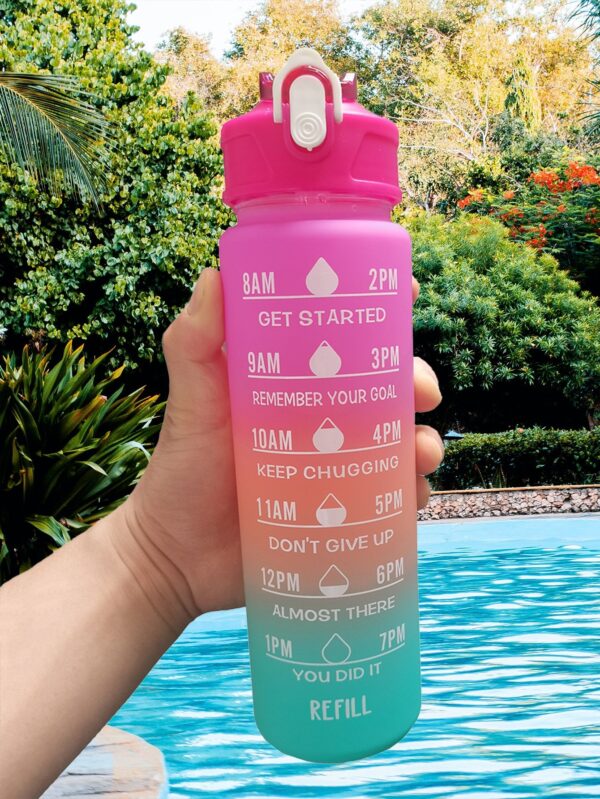 8AM 2PM
GET STARTED
9AM 3PM
REMEMBER YOUR GOAL
10AM 4PM
KEEP CHUGGING
11AM 5PM
DON'T GIVE UP
12PM 6PM
ALMOST THERE
1PM 7PM
YOU DID IT
REFILL